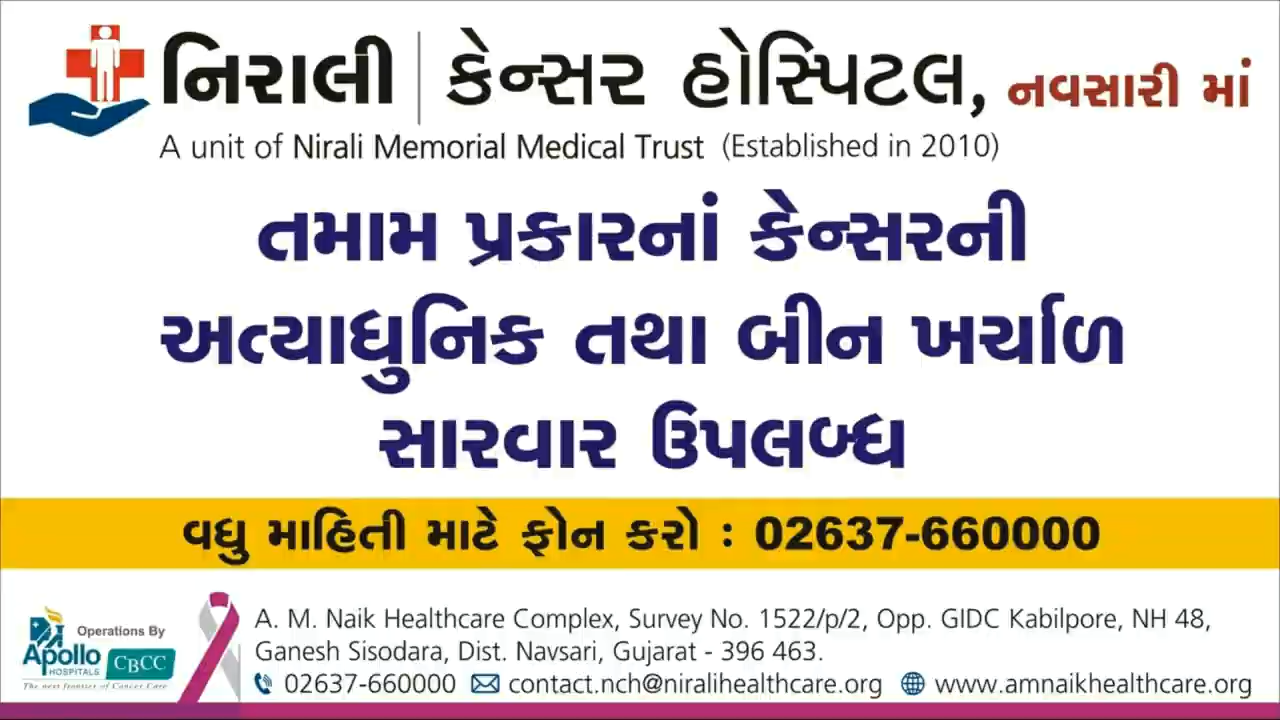 નિરાલી | કેન્સર હોસ્પિટલ, નવસારી માં
A unit of Nirali Memorial Medical Trust (Established in 2010)
તમામ પ્રકારનાં કેન્સરની
અત્યાધુનિક તથા બીન ખર્ચાળ
સારવાર ઉપલબ્ધ
વધુ માહિતી માટે ફોન કરો : 02637-660000
Operations By
Apollo
HOSPITALS
CBCC
The next frontier of Cancer Care
A. M. Naik Healthcare Complex, Survey No. 1522/p/2, Opp. GIDC Kabilpore, NH 48,
Ganesh Sisodara, Dist. Navsari, Gujarat - 396 463.
02637-660000 contact.nch@niralihealthcare.org www.amnaikhealthcare.org